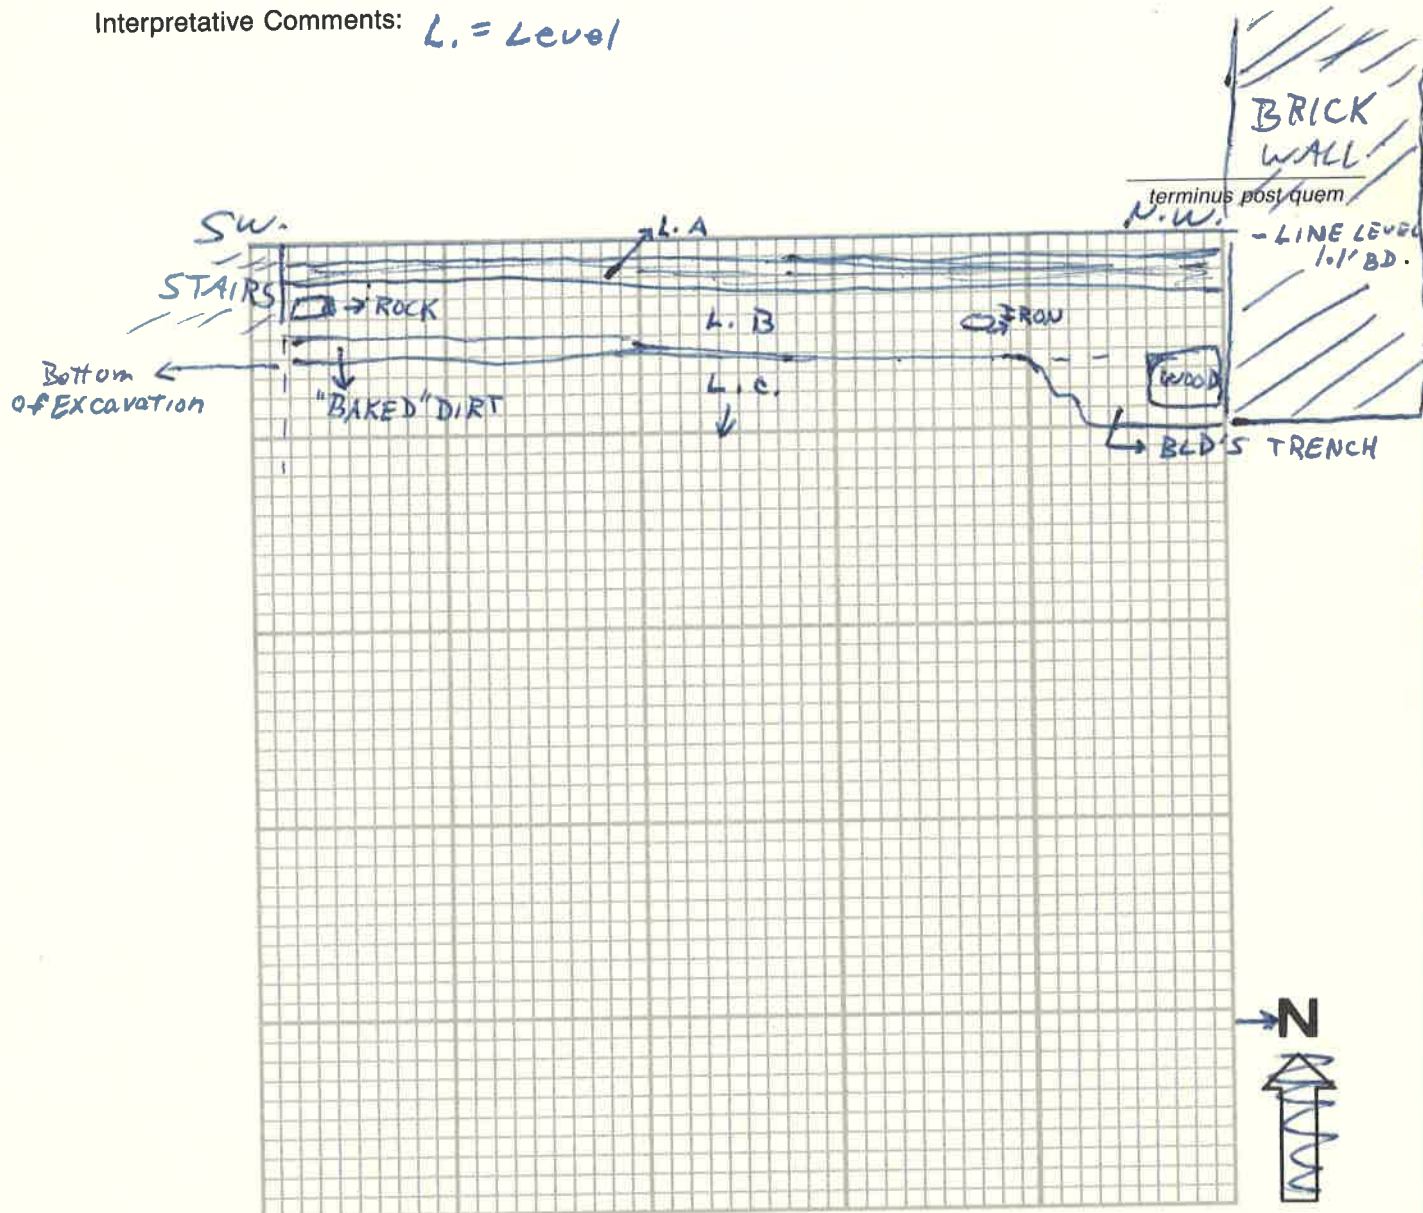 Interpretative Comments: L. = Level
BRICK
WALL
terminus post quem
SW.
L. A
N.W.
- LINE LEVEL
1.1' BD.
STAIRS
ROCK
L. B
IRON
Bottom
of Excavation
"BAKED" DIRT
L. C.
WOOD
BLD'S TRENCH
N